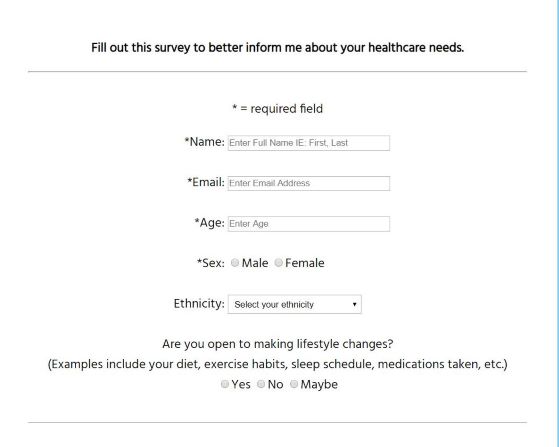 Fill out this survey to better inform me about your healthcare needs.
* = required field
*Name: Enter Full Name IE: First, Last
*Email: Enter Email Address
*Age: Enter Age
*Sex: Male Female
Ethnicity: Select your ethnicity
Are you open to making lifestyle changes?
(Examples include your diet, exercise habits, sleep schedule, medications taken, etc.)
Yes No Maybe